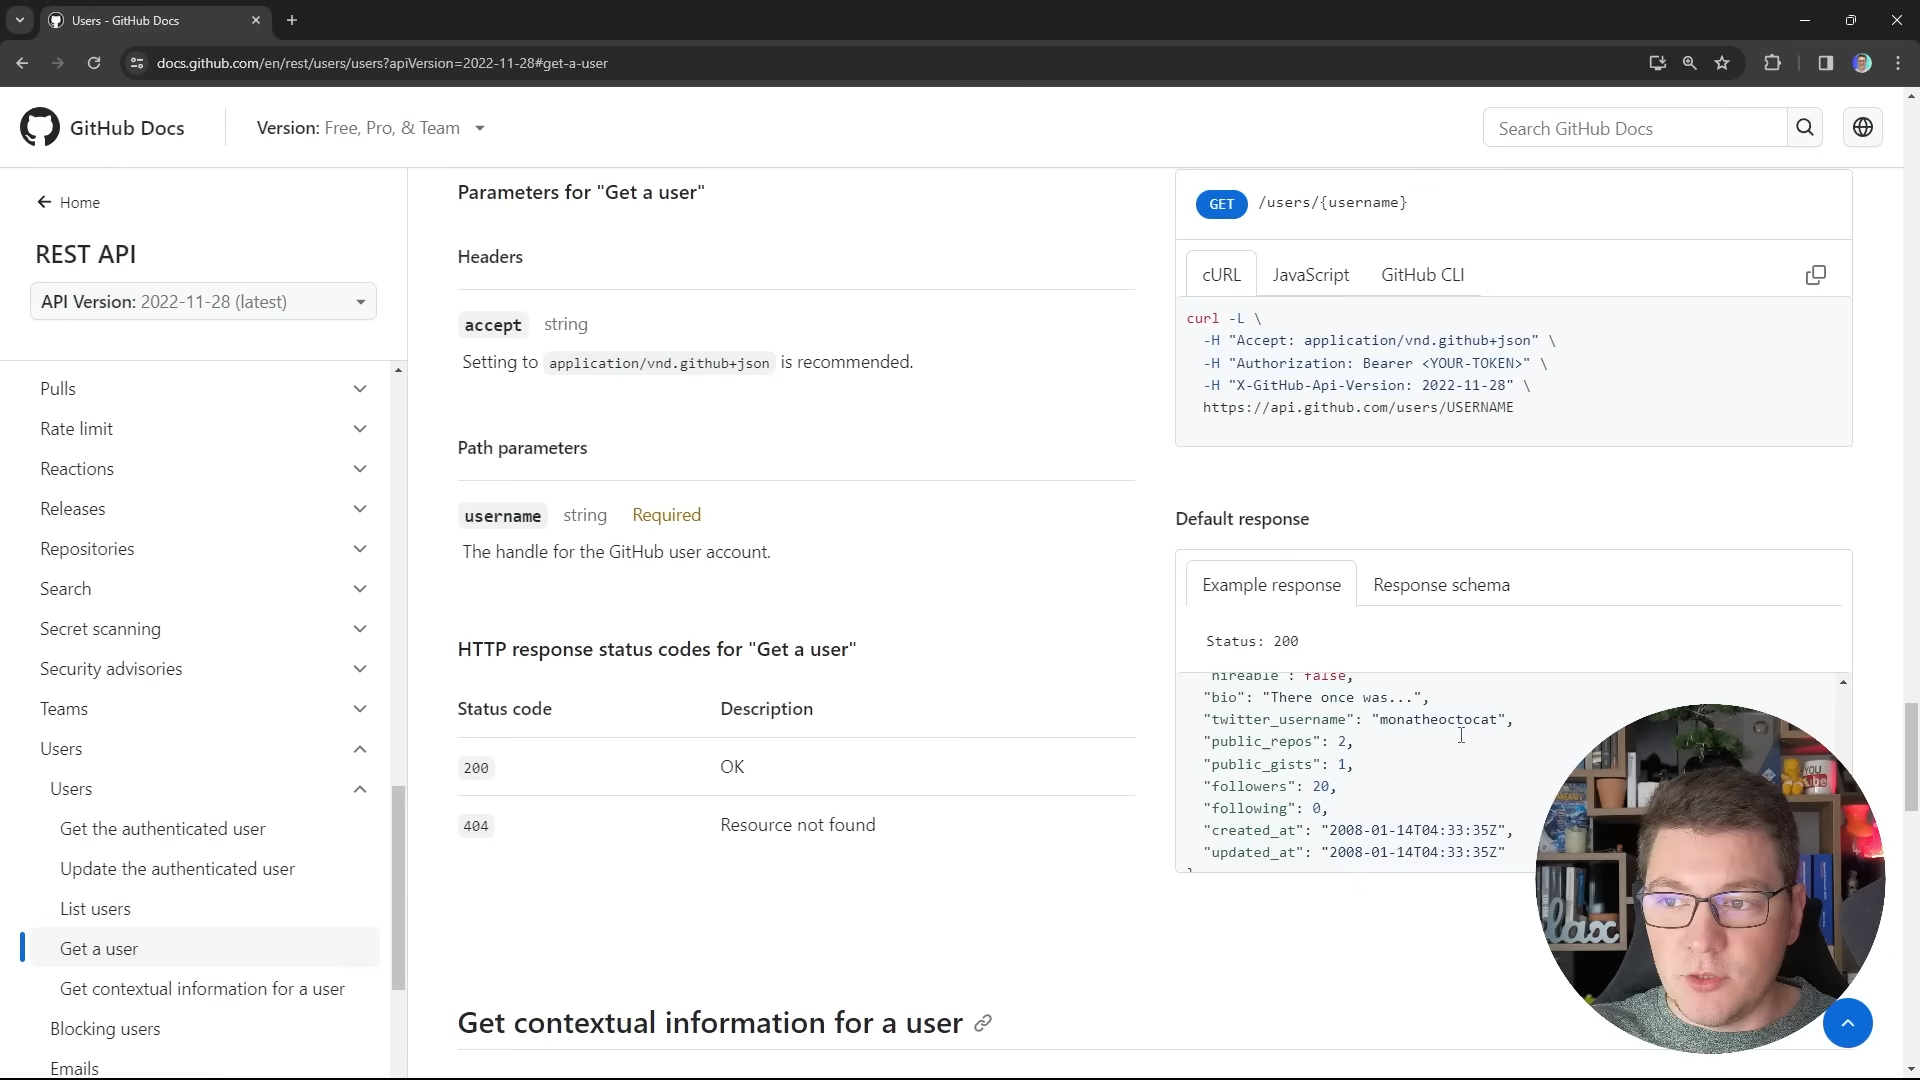 Users - GitHub Docs
docs.github.com/en/rest/users/users?apiVersion=2022-11-28#get-a-user
GitHub Docs
Version: Free, Pro, & Team
Search GitHub Docs
Home
REST API
API Version: 2022-11-28 (latest)
Pulls
Rate limit
Reactions
Releases
Repositories
Search
Secret scanning
Security advisories
Teams
Users
Users
Get the authenticated user
Update the authenticated user
List users
Get a user
Get contextual information for a user
Blocking users
Emails
Parameters for "Get a user"
Headers
accept string
Setting to application/vnd.github+json is recommended.
Path parameters
username string Required
The handle for the GitHub user account.
HTTP response status codes for "Get a user"
Status code Description
200 OK
404 Resource not found
Get contextual information for a user
GET /users/{username}
cURL JavaScript GitHub CLI
curl -L \
-H "Accept: application/vnd.github+json" \
-H "Authorization: Bearer <YOUR-TOKEN>" \
-H "X-GitHub-Api-Version: 2022-11-28" \
https://api.github.com/users/USERNAME
Default response
Example response Response schema
Status: 200
"hireable": false,
"bio": "There once was...",
"twitter_username": "monatheoctocat",
"public_repos": 2,
"public_gists": 1,
"followers": 20,
"following": 0,
"created_at": "2008-01-14T04:33:35Z",
"updated_at": "2008-01-14T04:33:35Z"
}
YOU
lax